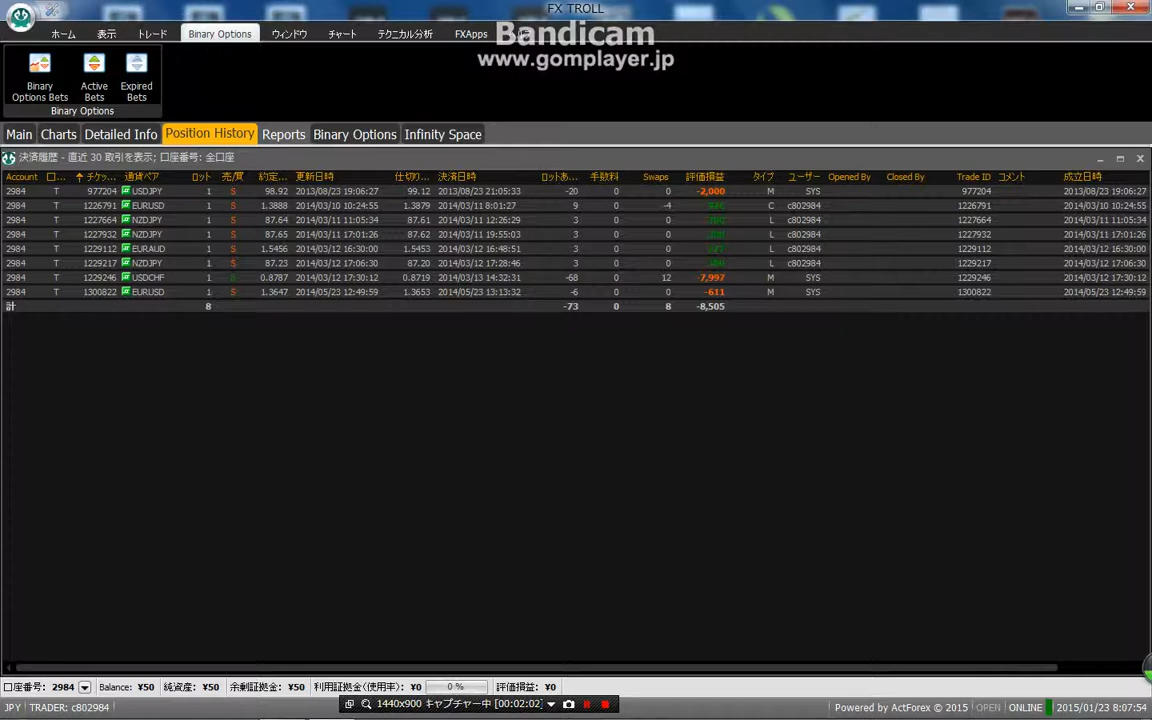 FX TROLL
ホーム 表示 トレード Binary Options ウィンドウ チャート テクニカル分析 FXApps
Bandicam
www.gomplayer.jp
Binary Options Bets Active Bets Expired Bets
Binary Options
Main Charts Detailed Info Position History Reports Binary Options Infinity Space
決済履歴 - 直近 30 取引を表示; 口座番号: 全口座
Account 口... チケッ... 通貨ペア ロット 売/買 約定... 更新日時 仕切り... 決済日時 ロットあ... 手数料 Swaps 評価損益 タイプ ユーザー Opened By Closed By Trade ID コメント 成立日時
2984 T 977204 USDJPY 1 S 98.92 2013/08/23 19:06:27 99.12 2013/08/23 21:05:33 -20 0 0 -2,000 M SYS 977204 2013/08/23 19:06:27
2984 T 1226791 EURUSD 1 S 1.3888 2014/03/10 10:24:55 1.3879 2014/03/11 8:01:27 9 0 -4 C c802984 1226791 2014/03/10 10:24:55
2984 T 1227664 NZDJPY 1 S 87.64 2014/03/11 11:05:34 87.61 2014/03/11 12:26:29 3 0 0 L c802984 1227664 2014/03/11 11:05:34
2984 T 1227932 NZDJPY 1 S 87.65 2014/03/11 17:01:26 87.62 2014/03/11 19:55:03 3 0 0 L c802984 1227932 2014/03/11 17:01:26
2984 T 1229112 EURAUD 1 S 1.5456 2014/03/12 16:30:00 1.5453 2014/03/12 16:48:51 3 0 0 L c802984 1229112 2014/03/12 16:30:00
2984 T 1229217 NZDJPY 1 S 87.23 2014/03/12 17:06:30 87.20 2014/03/12 17:28:46 3 0 0 L c802984 1229217 2014/03/12 17:06:30
2984 T 1229246 USDCHF 1 0.8787 2014/03/12 17:30:12 0.8719 2014/03/13 14:32:31 -68 0 12 -7,997 M SYS 1229246 2014/03/12 17:30:12
2984 T 1300822 EURUSD 1 S 1.3647 2014/05/23 12:49:59 1.3653 2014/05/23 13:13:32 -6 0 0 -611 M SYS 1300822 2014/05/23 12:49:59
計 8 -73 0 8 -8,505
口座番号: 2984 Balance: ¥50 純資産: ¥50 余剰証拠金: ¥50 利用証拠金(使用率): ¥0 0 % 評価損益: ¥0
1440x900 キャプチャー中 [00:02:02]
JPY TRADER: c802984 Powered by ActForex © 2015 OPEN ONLINE 2015/01/23 8:07:54